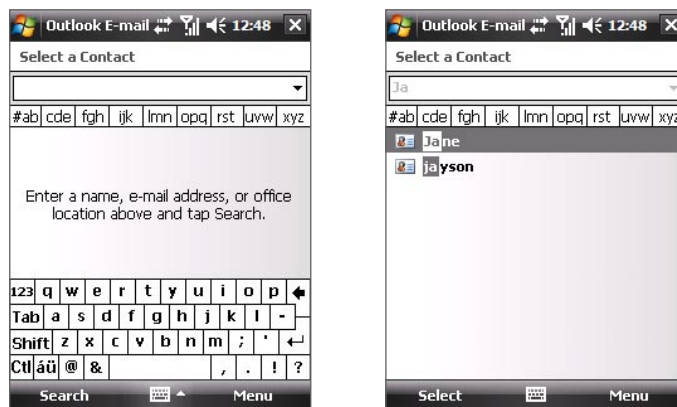 Outlook E-mail 12:48
Select a Contact
#ab cde fgh ijk lmn opq rst uvw xyz
Enter a name, e-mail address, or office
location above and tap Search.
123 q w e r t y u i o p
Tab a s d f g h j k l -
Shift z x c v b n m ; '
Ctl áü @ & , . ! ?
Search Menu
Outlook E-mail 12:48
Select a Contact
Ja
#ab cde fgh ijk lmn opq rst uvw xyz
Jane
jayson
Select Menu